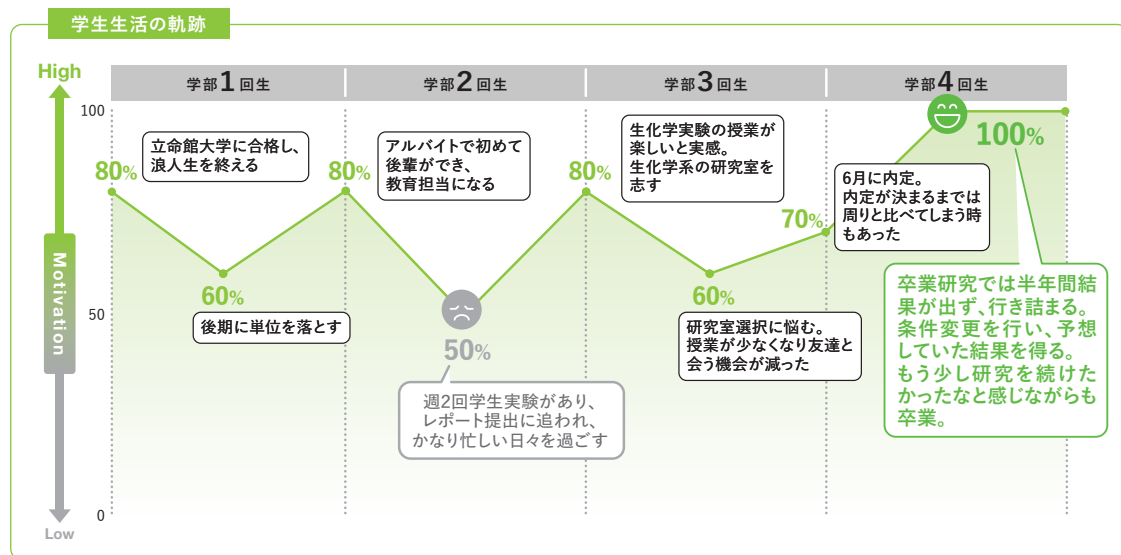 学生生活の軌跡
High
学部1回生
学部2回生
学部3回生
学部4回生
100
50
0
Motivation
Low
80%
立命館大学に合格し、
浪人生を終える
60%
後期に単位を落とす
80%
アルバイトで初めて
後輩ができ、
教育担当になる
50%
週2回学生実験があり、
レポート提出に追われ、
かなり忙しい日々を過ごす
80%
生化学実験の授業が
楽しいと実感。
生化学系の研究室を
志す
60%
研究室選択に悩む。
授業が少なくなり友達と
会う機会が減った
70%
6月に内定。
内定が決まるまでは
周りと比べてしまう時
もあった
100%
卒業研究では半年間結
果が出ず、行き詰まる。
条件変更を行い、予想
していた結果を得る。
もう少し研究を続けた
かったなと感じながらも
卒業。